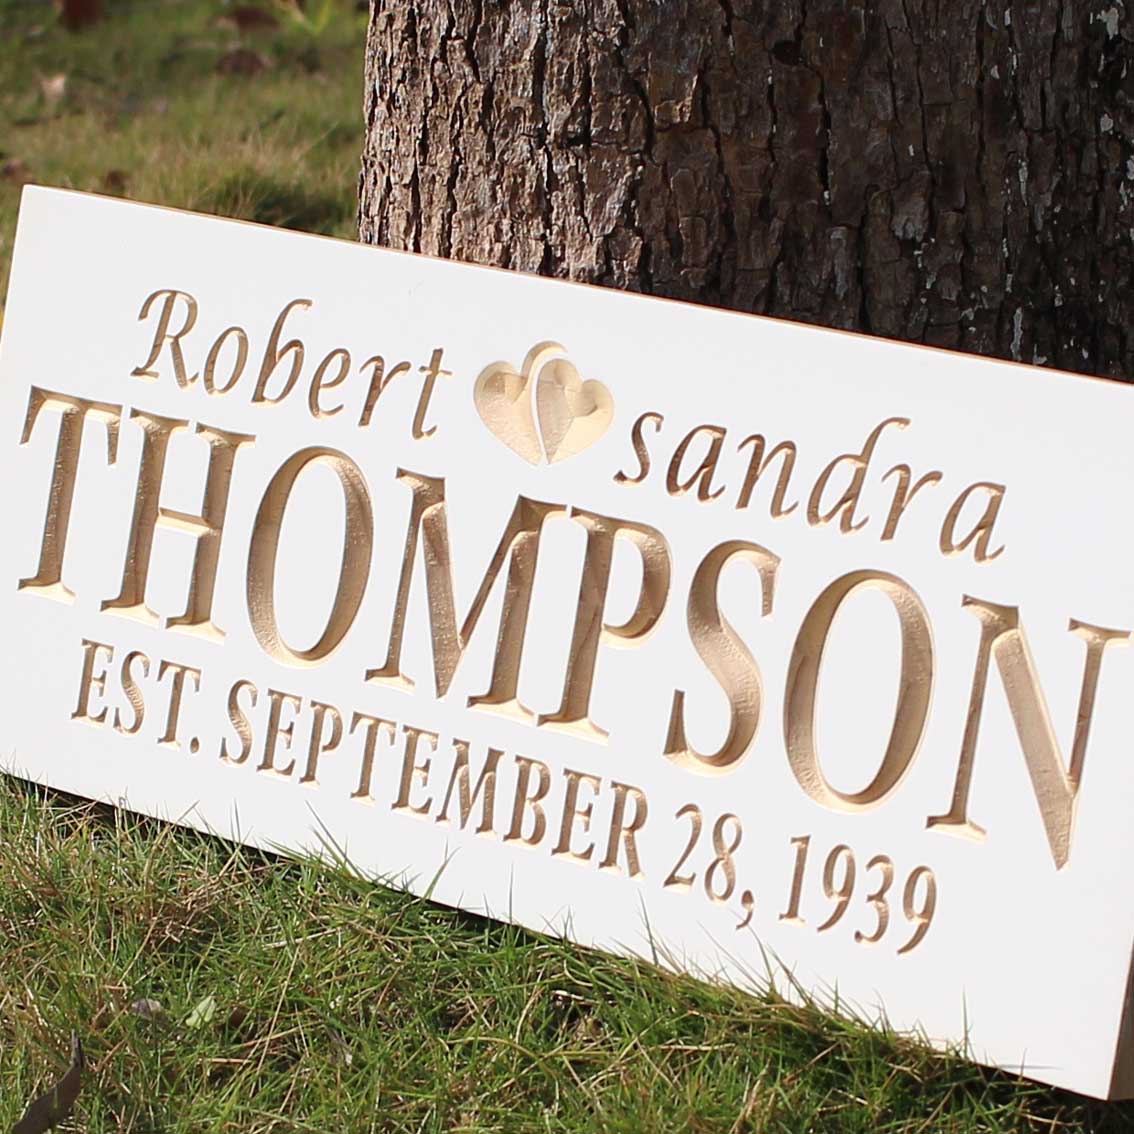 Robert sandra
THOMPSON
EST. SEPTEMBER 28, 1939